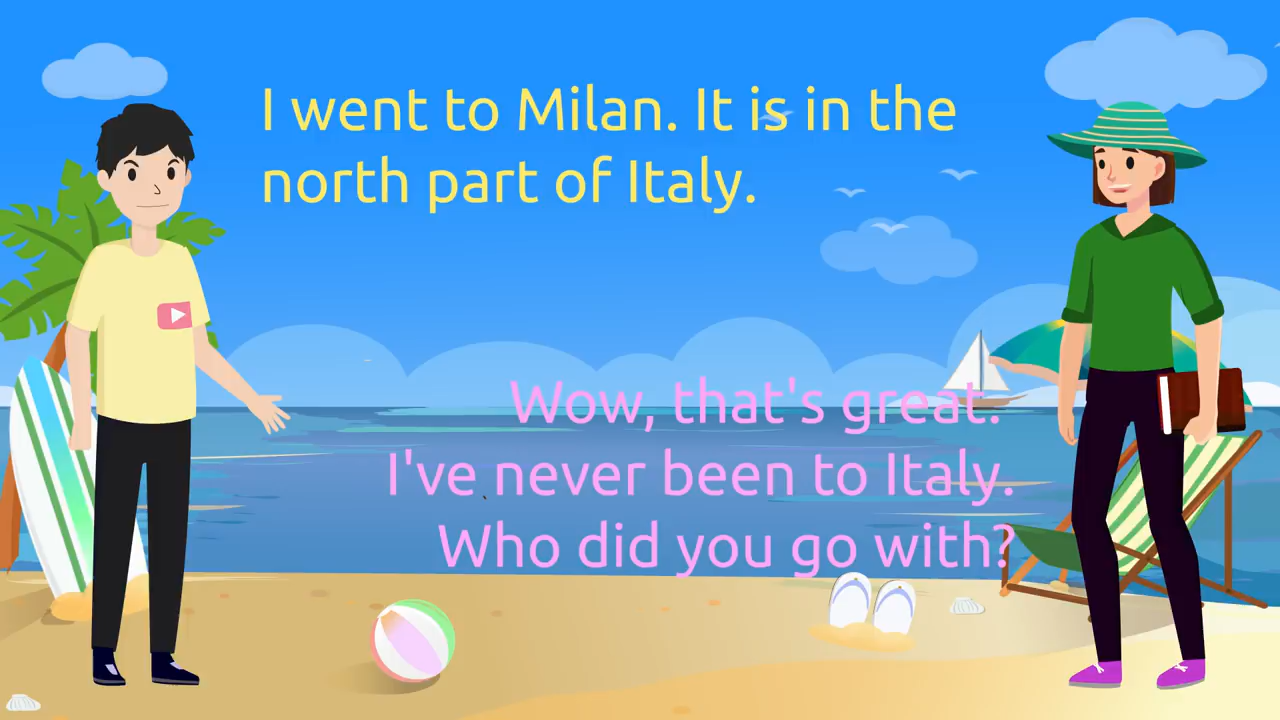 I went to Milan. It is in the
north part of Italy.
Wow, that's great.
I've never been to Italy.
Who did you go with?